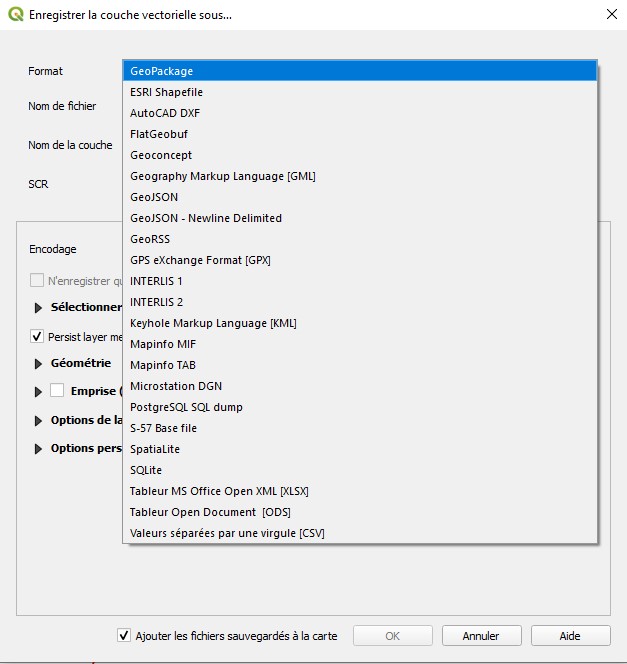 Enregistrer la couche vectorielle sous...
Format
GeoPackage
ESRI Shapefile
Nom de fichier
AutoCAD DXF
FlatGeobuf
Nom de la couche
Geoconcept
Geography Markup Language [GML]
SCR
GeoJSON
GeoJSON - Newline Delimited
GeoRSS
Encodage
GPS eXchange Format [GPX]
N'enregistrer qu
INTERLIS 1
INTERLIS 2
Sélectionner
Keyhole Markup Language [KML]
Persist layer me
Mapinfo MIF
Géométrie
Mapinfo TAB
Microstation DGN
Emprise (
PostgreSQL SQL dump
Options de la
S-57 Base file
Options pers
SpatiaLite
SQLite
Tableur MS Office Open XML [XLSX]
Tableur Open Document [ODS]
Valeurs séparées par une virgule [CSV]
Ajouter les fichiers sauvegardés à la carte
OK
Annuler
Aide